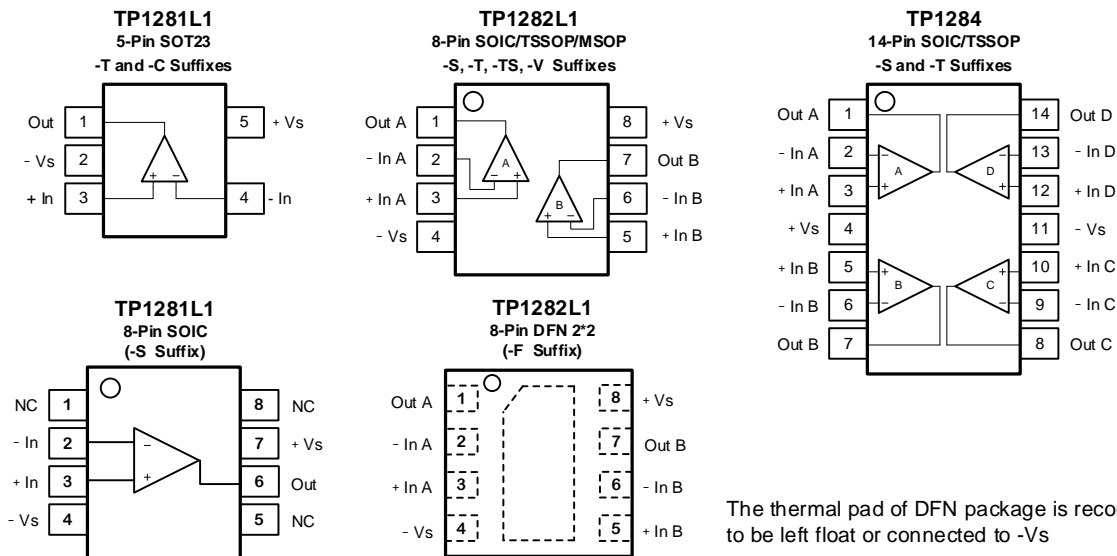 TP1281L1
5-Pin SOT23
-T and -C Suffixes
Out 1
- Vs 2
+ In 3
5 + Vs
4 - In
+ -
TP1282L1
8-Pin SOIC/TSSOP/MSOP
-S, -T, -TS, -V Suffixes
Out A 1
- In A 2
+ In A 3
- Vs 4
8 + Vs
7 Out B
6 - In B
5 + In B
A
- +
B
+ -
TP1284
14-Pin SOIC/TSSOP
-S and -T Suffixes
Out A 1
- In A 2
+ In A 3
+ Vs 4
+ In B 5
- In B 6
Out B 7
14 Out D
13 - In D
12 + In D
11 - Vs
10 + In C
9 - In C
8 Out C
- A +
- D +
+ B -
+ C -
TP1281L1
8-Pin SOIC
(-S Suffix)
NC 1
- In 2
+ In 3
- Vs 4
8 NC
7 + Vs
6 Out
5 NC
-
+
TP1282L1
8-Pin DFN 2*2
(-F Suffix)
Out A 1
- In A 2
+ In A 3
- Vs 4
8 + Vs
7 Out B
6 - In B
5 + In B
The thermal pad of DFN package is
to be left float or connected to -Vs